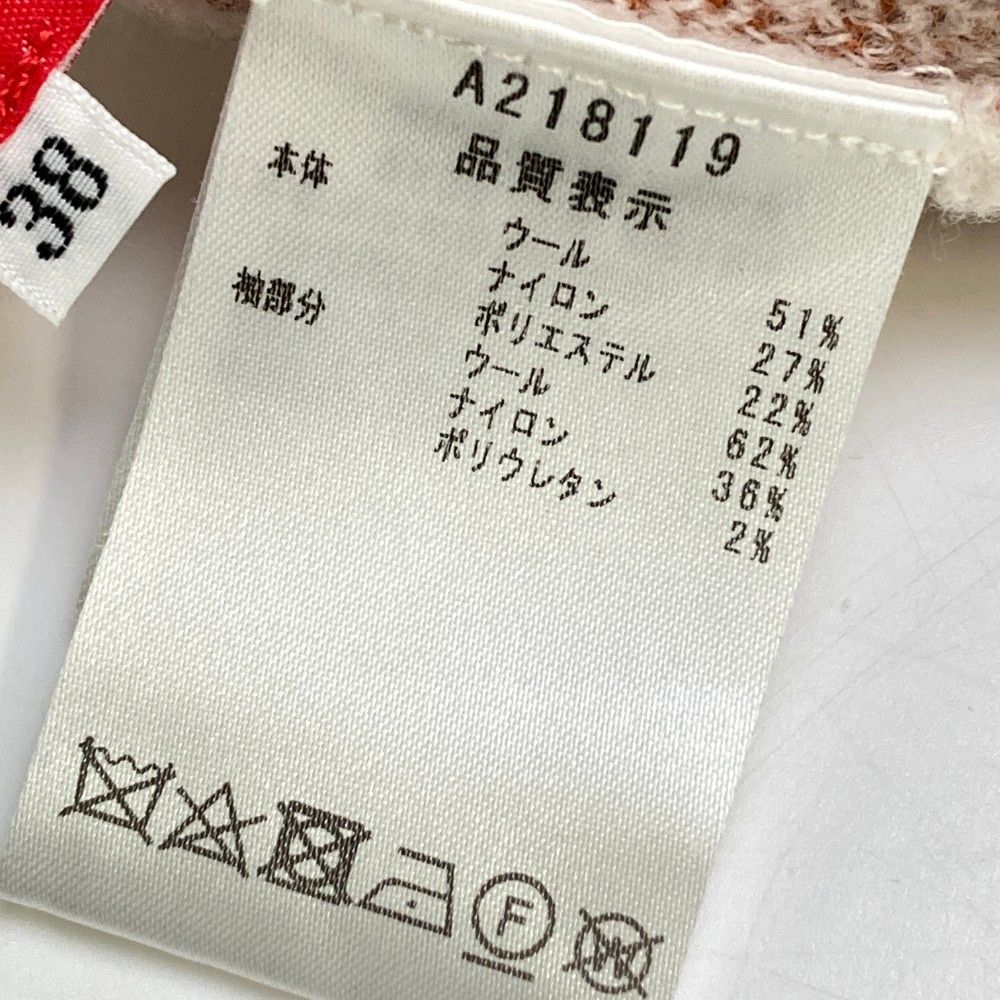 38
A218119
品質表示
本体 ウール 51%
ナイロン 27%
ポリエステル 22%
袖部分 ウール 62%
ナイロン 36%
ポリウレタン 2%
F
W